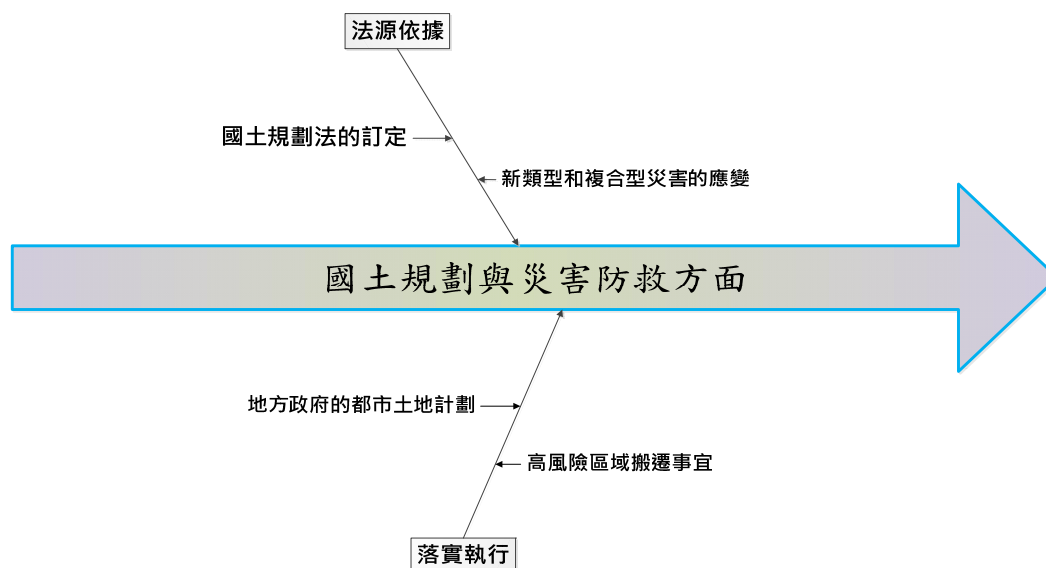 法源依據
國土規劃法的訂定
新類型和複合型災害的應變
國土規劃與災害防救方面
地方政府的都市土地計劃
高風險區域搬遷事宜
落實執行